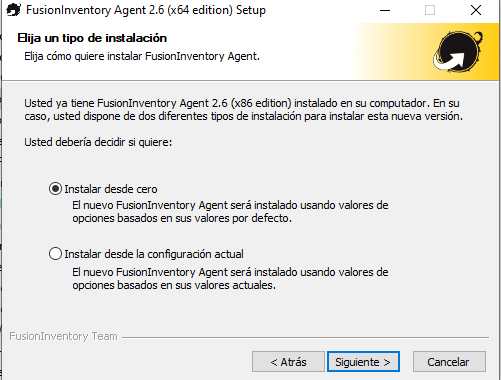 FusionInventory Agent 2.6 (x64 edition) Setup
Elija un tipo de instalación
Elija cómo quiere instalar FusionInventory Agent.
Usted ya tiene FusionInventory Agent 2.6 (x86 edition) instalado en su computador. En su
caso, usted dispone de dos diferentes tipos de instalación para instalar esta nueva versión.
Usted debería decidir si quiere:
Instalar desde cero
El nuevo FusionInventory Agent será instalado usando valores de
opciones basados en sus valores por defecto.
Instalar desde la configuración actual
El nuevo FusionInventory Agent será instalado usando valores de
opciones basados en sus valores actuales.
FusionInventory Team
< Atrás
Siguiente >
Cancelar